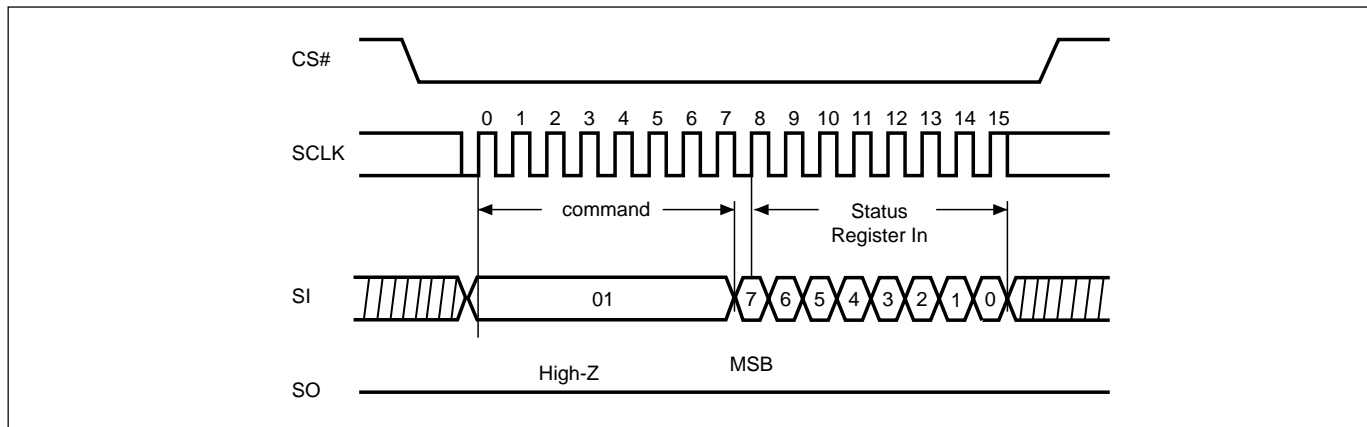 CS#
0 1 2 3 4 5 6 7 8 9 10 11 12 13 14 15
SCLK
command
Status
Register In
SI
01
7 6 5 4 3 2 1 0
MSB
High-Z
SO